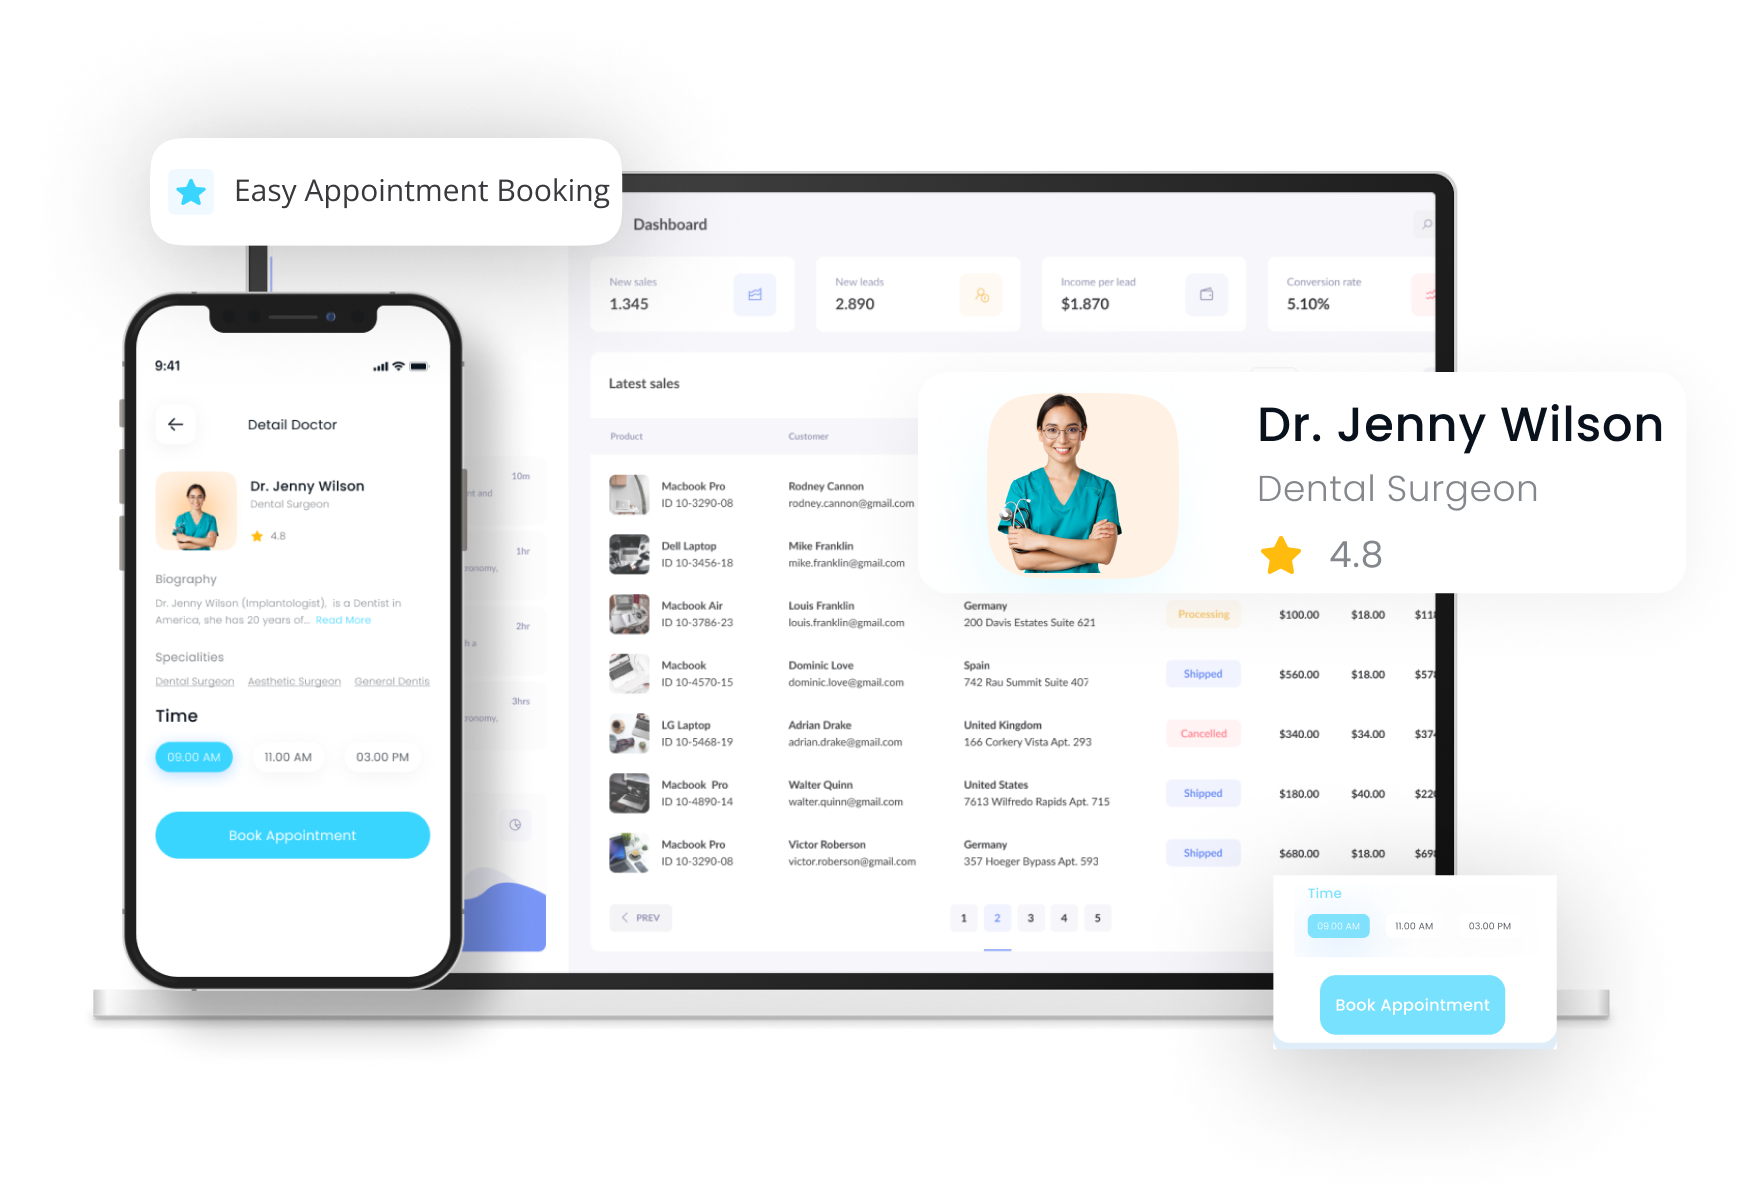 Easy Appointment Booking
Dashboard
New sales
1.345
New leads
2.890
Income per lead
$1.870
Conversion rate
5.10%
Latest sales
Product
Customer
Macbook Pro
ID 10-3290-08
Rodney Cannon
rodney.cannon@gmail.com
Dell Laptop
ID 10-3456-18
Mike Franklin
mike.franklin@gmail.com
Macbook Air
ID 10-3786-23
Louis Franklin
louis.franklin@gmail.com
Germany
200 Davis Estates Suite 621
Processing
$100.00
$18.00
Macbook
ID 10-4570-15
Dominic Love
dominic.love@gmail.com
Spain
742 Rau Summit Suite 407
Shipped
$560.00
$18.00
LG Laptop
ID 10-5468-19
Adrian Drake
adrian.drake@gmail.com
United Kingdom
166 Corkery Vista Apt. 293
Cancelled
$340.00
$34.00
Macbook Pro
ID 10-4890-14
Walter Quinn
walter.quinn@gmail.com
United States
7613 Wilfredo Rapids Apt. 715
Shipped
$180.00
$40.00
Macbook Pro
ID 10-3290-08
Victor Roberson
victor.roberson@gmail.com
Germany
357 Hoeger Bypass Apt. 593
Shipped
$680.00
$18.00
PREV
1 2 3 4 5
10m
nt and
1hr
ronomy,
2hr
h a
3hrs
ronomy,
9:41
Detail Doctor
Dr. Jenny Wilson
Dental Surgeon
4.8
Biography
Dr. Jenny Wilson (Implantologist), is a Dentist in
America, she has 20 years of... Read More
Specialities
Dental Surgeon Aesthetic Surgeon General Dentis
Time
09.00 AM 11.00 AM 03.00 PM
Book Appointment
Dr. Jenny Wilson
Dental Surgeon
4.8
Time
09.00 AM 11.00 AM 03.00 PM
Book Appointment